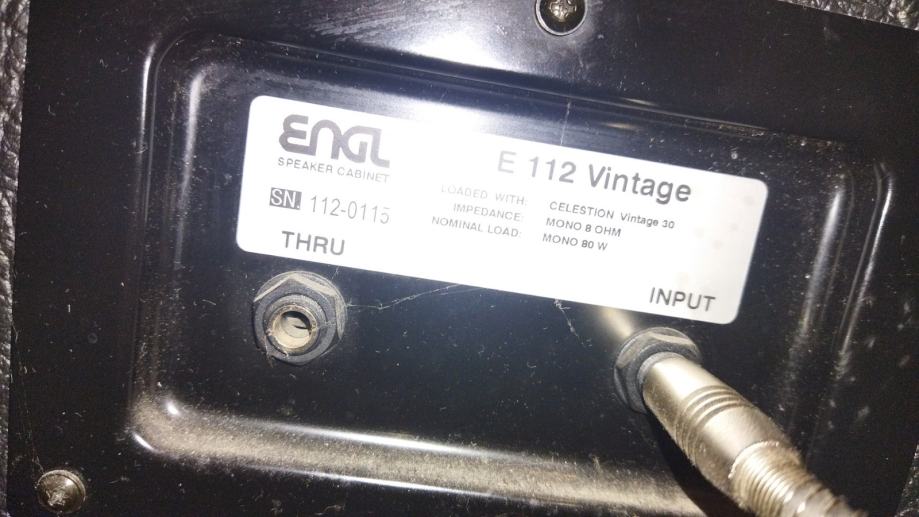 ENGL
SPEAKER CABINET
E 112 Vintage
SN. 112-0115
LOADED WITH: CELESTION Vintage 30
IMPEDANCE: MONO 8 OHM
NOMINAL LOAD: MONO 80 W
THRU
INPUT